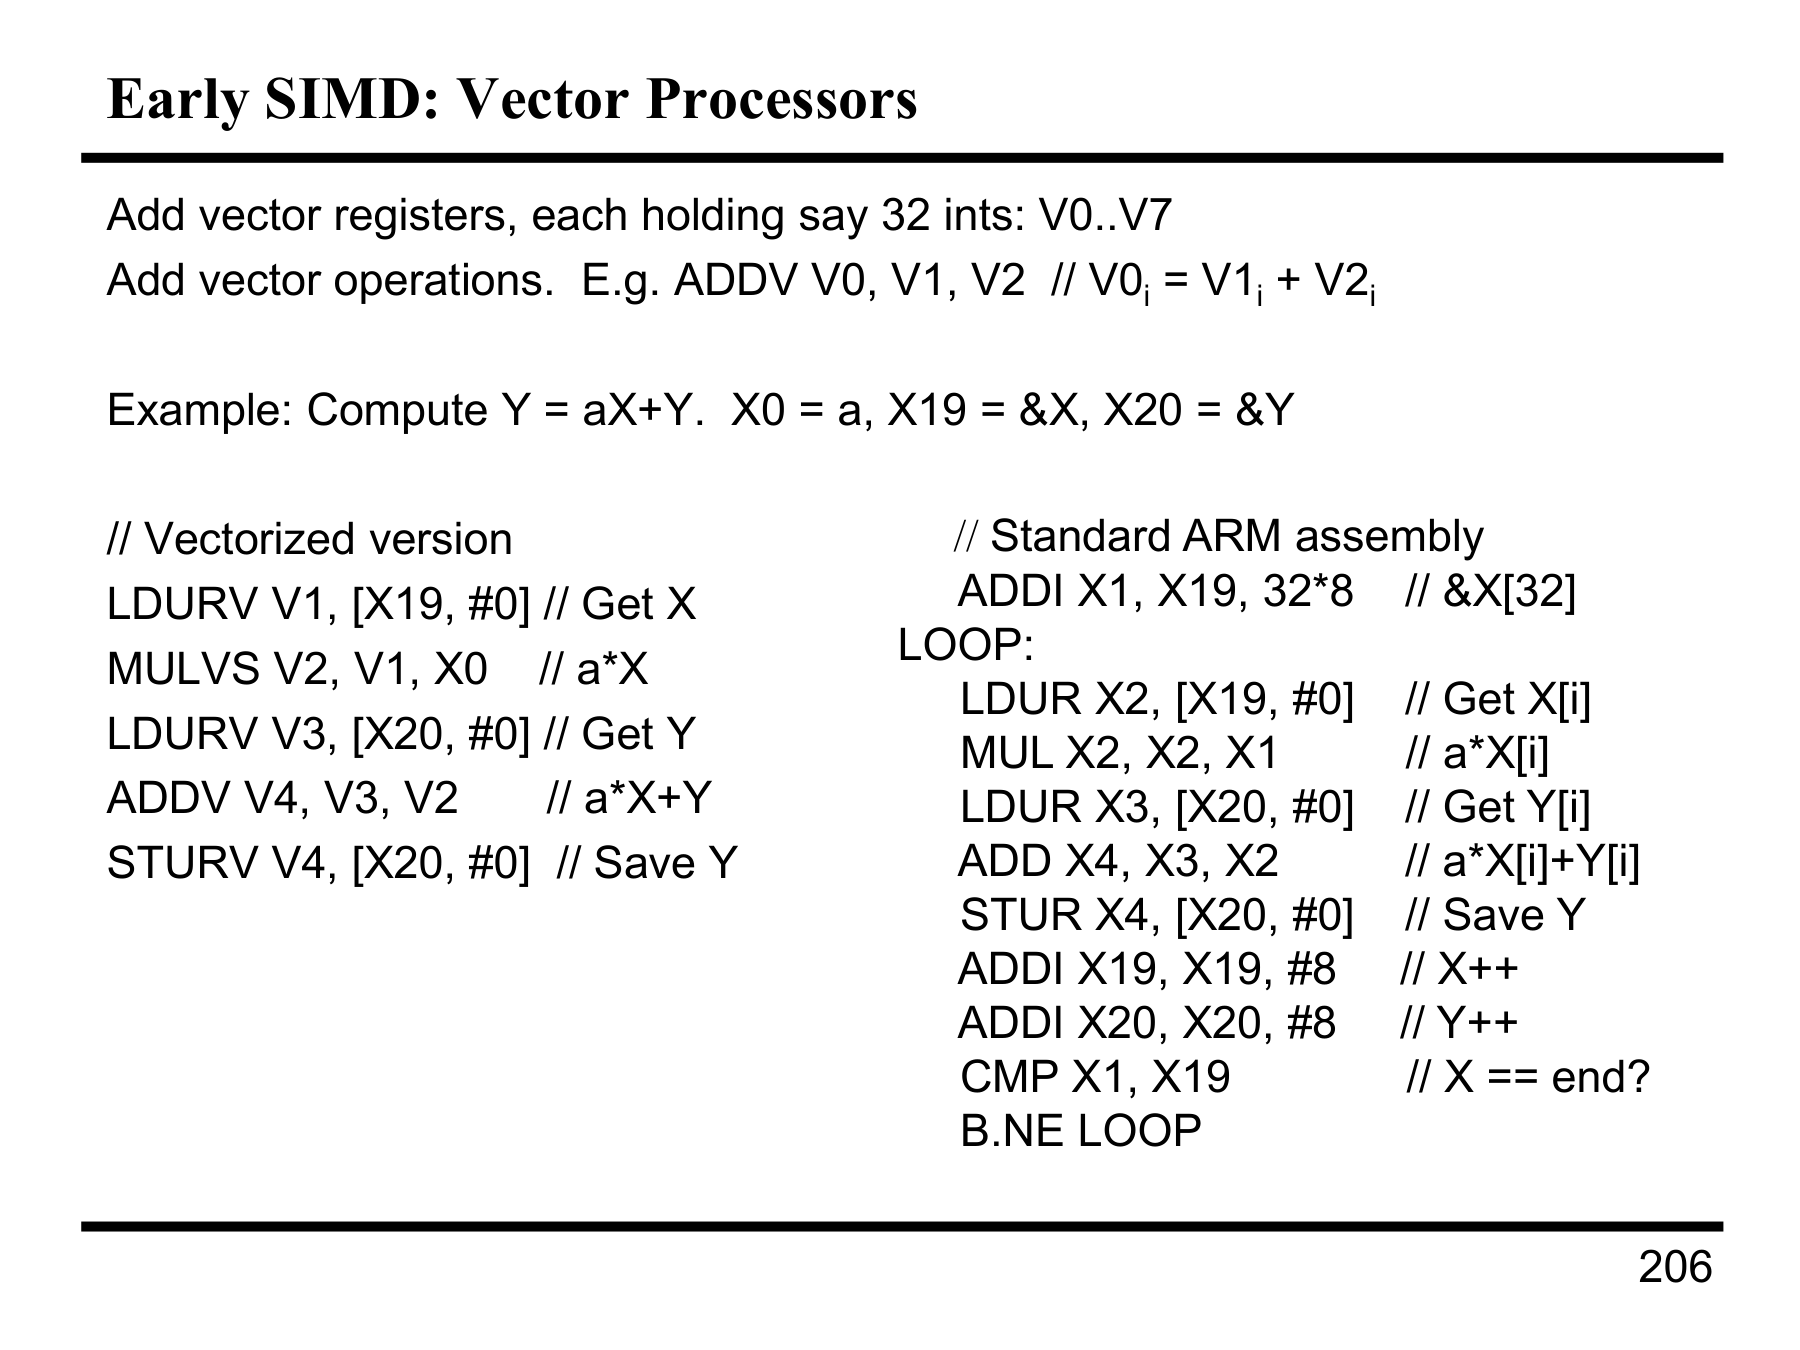 Early SIMD: Vector Processors
Add vector registers, each holding say 32 ints: V0..V7
Add vector operations. E.g. ADDV V0, V1, V2 // V0i = V1i + V2i
Example: Compute Y = aX+Y. X0 = a, X19 = &X, X20 = &Y
// Vectorized version
LDURV V1, [X19, #0] // Get X
MULVS V2, V1, X0 // a*X
LDURV V3, [X20, #0] // Get Y
ADDV V4, V3, V2 // a*X+Y
STURV V4, [X20, #0] // Save Y
// Standard ARM assembly
ADDI X1, X19, 32*8 // &X[32]
LOOP:
LDUR X2, [X19, #0] // Get X[i]
MUL X2, X2, X1 // a*X[i]
LDUR X3, [X20, #0] // Get Y[i]
ADD X4, X3, X2 // a*X[i]+Y[i]
STUR X4, [X20, #0] // Save Y
ADDI X19, X19, #8 // X++
ADDI X20, X20, #8 // Y++
CMP X1, X19 // X == end?
B.NE LOOP
206